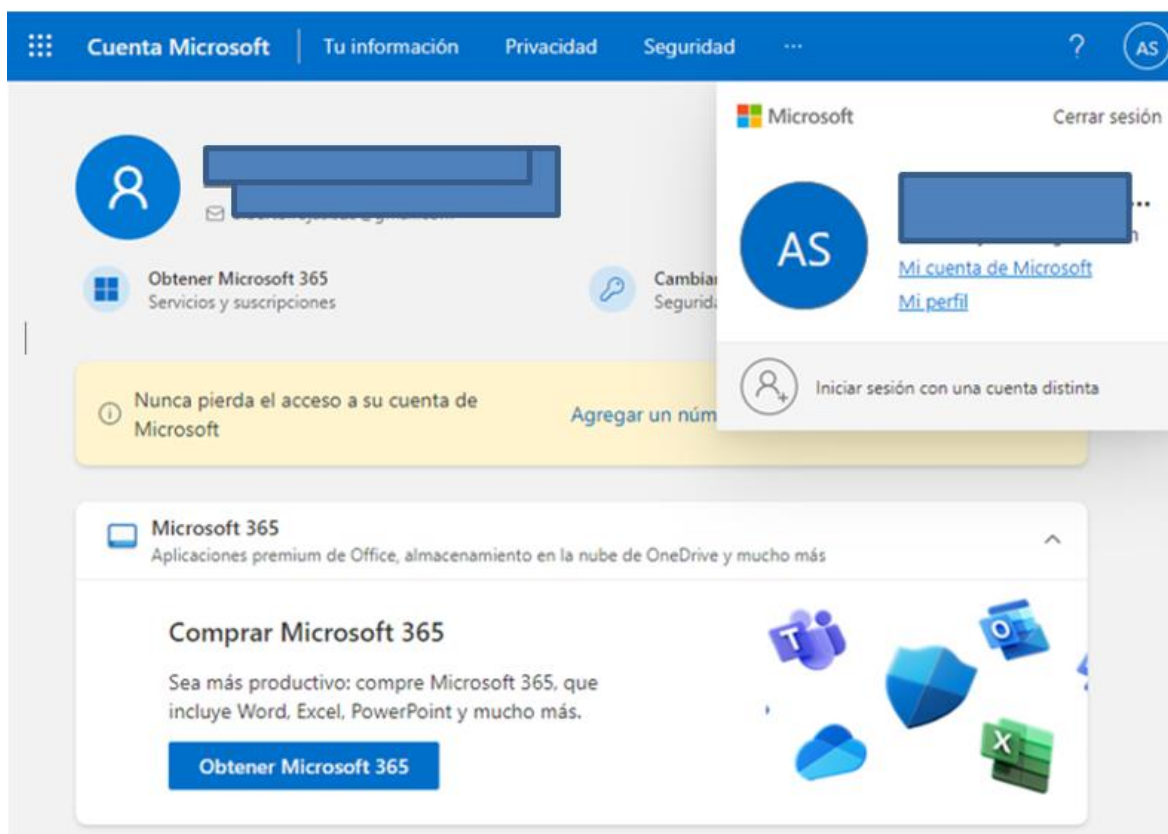 Cuenta Microsoft Tu información Privacidad Seguridad ... ? AS
Microsoft Cerrar sesión
AS
...
Mi cuenta de Microsoft
Mi perfil
Iniciar sesión con una cuenta distinta
Obtener Microsoft 365
Servicios y suscripciones
Cambiar
Segurid
Nunca pierda el acceso a su cuenta de
Microsoft
Agregar un núm
Microsoft 365
Aplicaciones premium de Office, almacenamiento en la nube de OneDrive y mucho más
Comprar Microsoft 365
Sea más productivo: compre Microsoft 365, que
incluye Word, Excel, PowerPoint y mucho más.
Obtener Microsoft 365